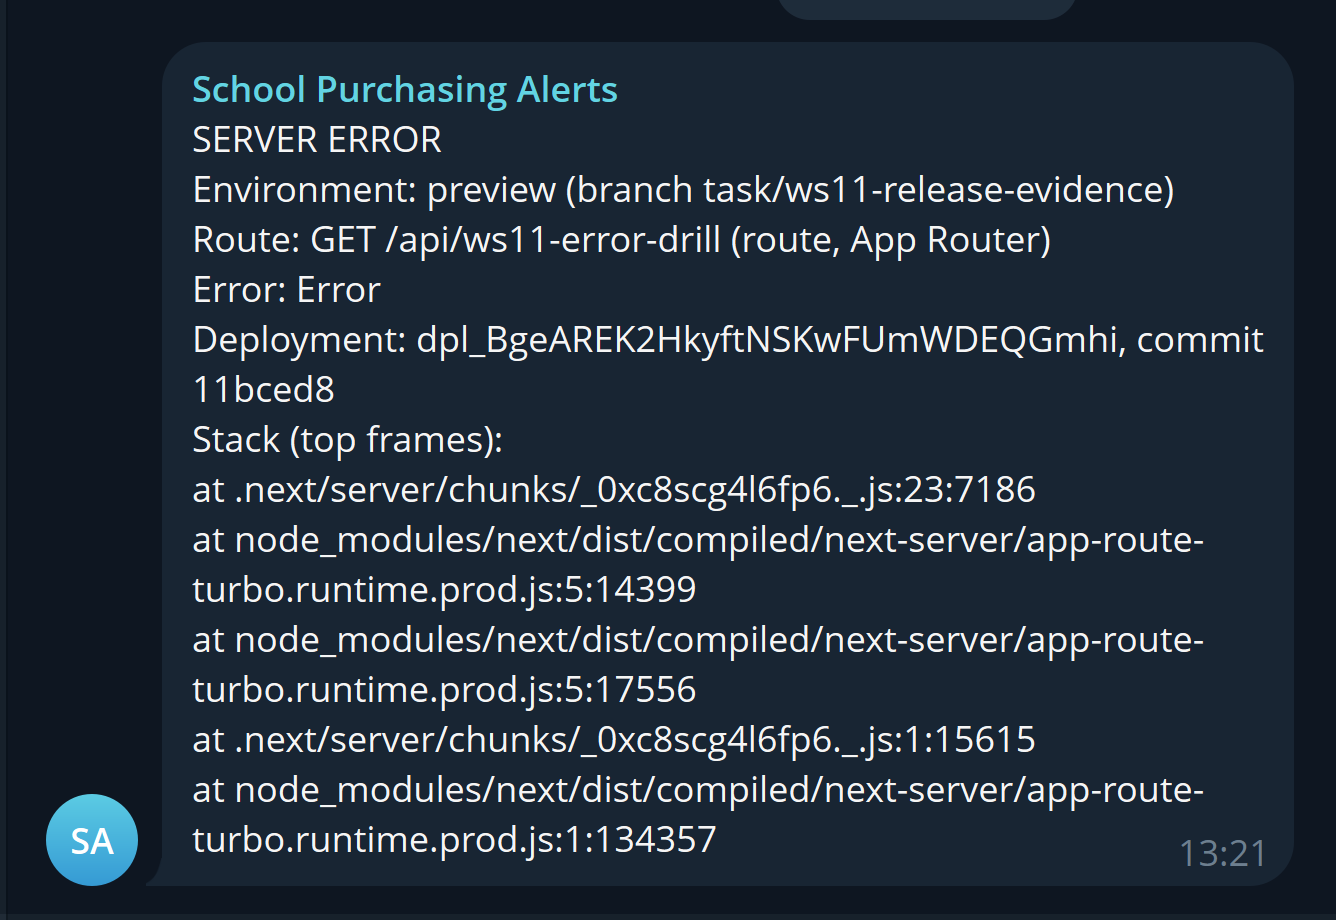 School Purchasing Alerts
SERVER ERROR
Environment: preview (branch task/ws11-release-evidence)
Route: GET /api/ws11-error-drill (route, App Router)
Error: Error
Deployment: dpl_BgeAREK2HkyftNSKwFUmWDEQGmhi, commit
11bced8
Stack (top frames):
at .next/server/chunks/_0xc8scg4l6fp6._.js:23:7186
at node_modules/next/dist/compiled/next-server/app-route-
turbo.runtime.prod.js:5:14399
at node_modules/next/dist/compiled/next-server/app-route-
turbo.runtime.prod.js:5:17556
at .next/server/chunks/_0xc8scg4l6fp6._.js:1:15615
at node_modules/next/dist/compiled/next-server/app-route-
turbo.runtime.prod.js:1:134357
SA
13:21